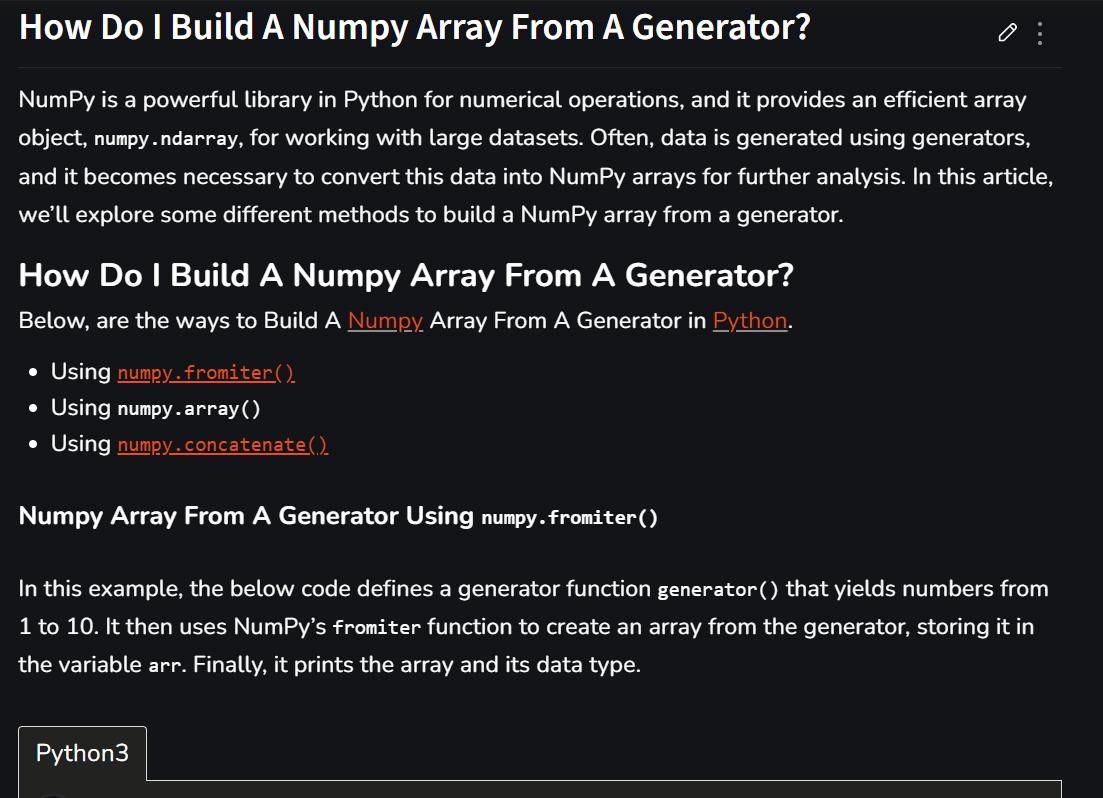 How Do I Build A Numpy Array From A Generator?
NumPy is a powerful library in Python for numerical operations, and it provides an efficient array
object, numpy.ndarray, for working with large datasets. Often, data is generated using generators,
and it becomes necessary to convert this data into NumPy arrays for further analysis. In this article,
we’ll explore some different methods to build a NumPy array from a generator.
How Do I Build A Numpy Array From A Generator?
Below, are the ways to Build A Numpy Array From A Generator in Python.
• Using numpy.fromiter()
• Using numpy.array()
• Using numpy.concatenate()
Numpy Array From A Generator Using numpy.fromiter()
In this example, the below code defines a generator function generator() that yields numbers from
1 to 10. It then uses NumPy’s fromiter function to create an array from the generator, storing it in
the variable arr. Finally, it prints the array and its data type.
Python3